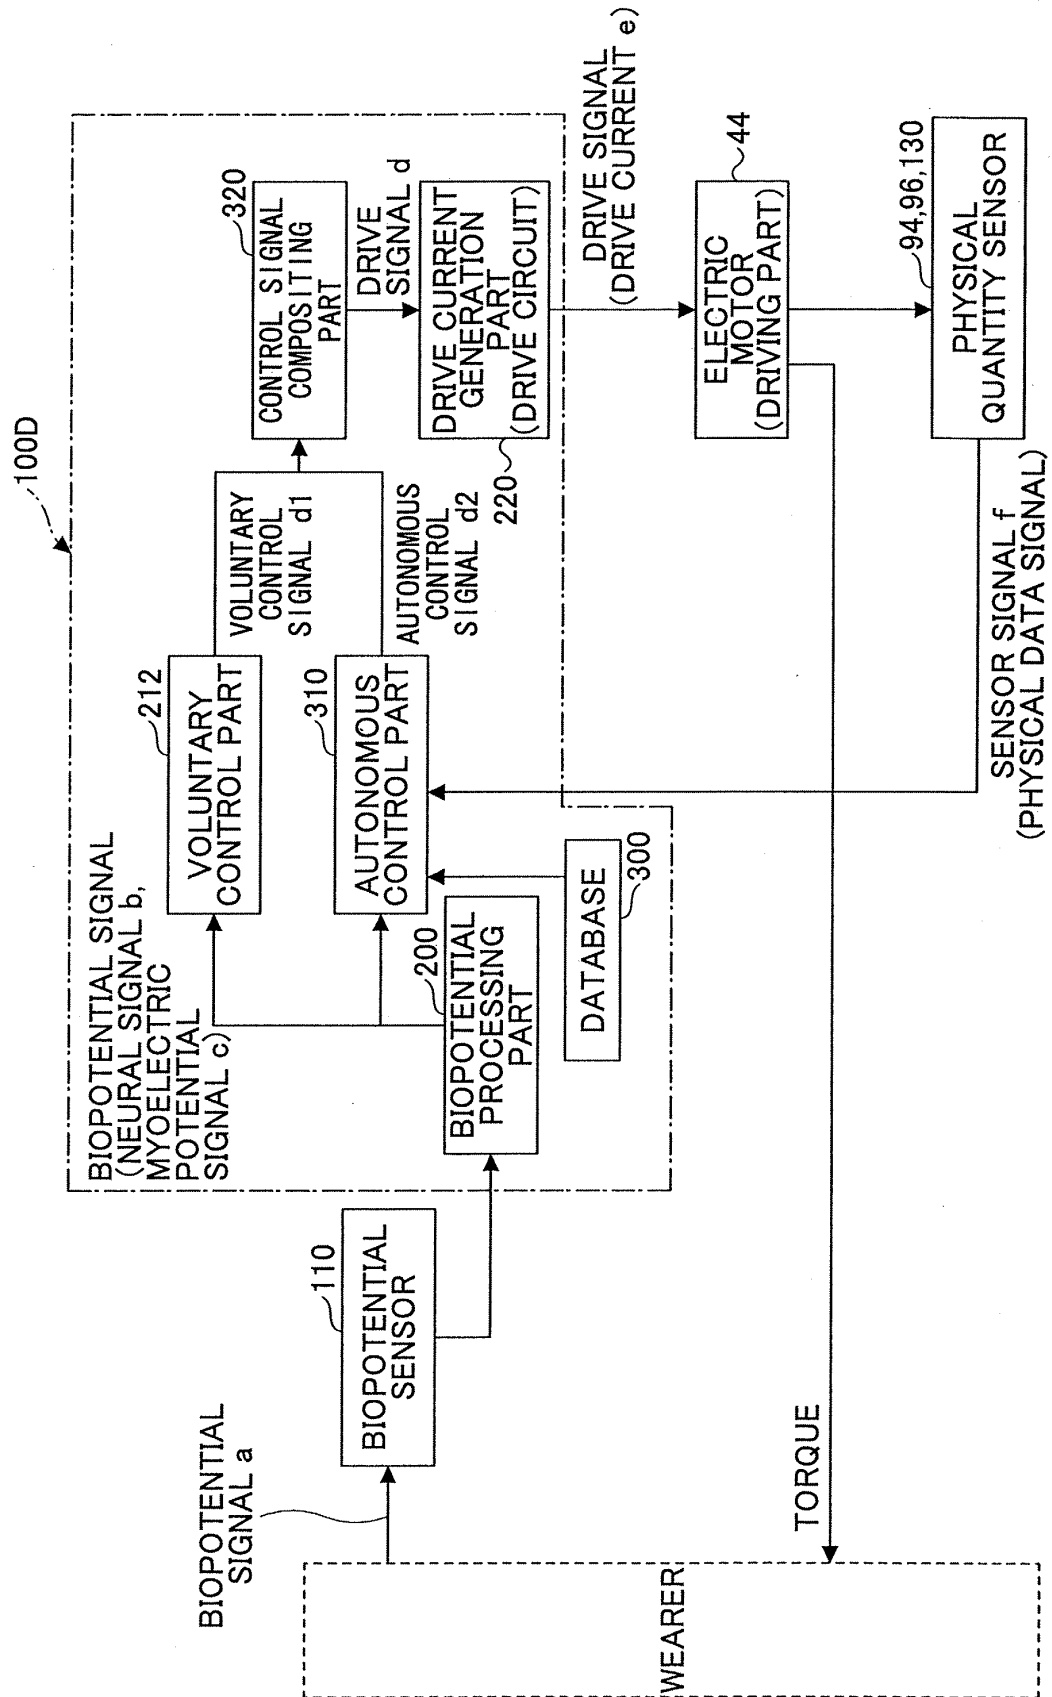 100D
BIOPOTENTIAL SIGNAL
(NEURAL SIGNAL b,
MYOELECTRIC
POTENTIAL
SIGNAL c)
212
VOLUNTARY
CONTROL PART
VOLUNTARY
CONTROL
SIGNAL d1
320
CONTROL SIGNAL
COMPOSITING
PART
BIOPOTENTIAL
SIGNAL a
110
BIOPOTENTIAL
SENSOR
200
BIOPOTENTIAL
PROCESSING
PART
310
AUTONOMOUS
CONTROL PART
AUTONOMOUS
CONTROL
SIGNAL d2
DRIVE
SIGNAL d
220
DRIVE CURRENT
GENERATION
PART
(DRIVE CIRCUIT)
DATABASE
300
DRIVE SIGNAL
(DRIVE CURRENT e)
WEARER
TORQUE
44
ELECTRIC
MOTOR
(DRIVING PART)
94,96,130
PHYSICAL
QUANTITY SENSOR
SENSOR SIGNAL f
(PHYSICAL DATA SIGNAL)